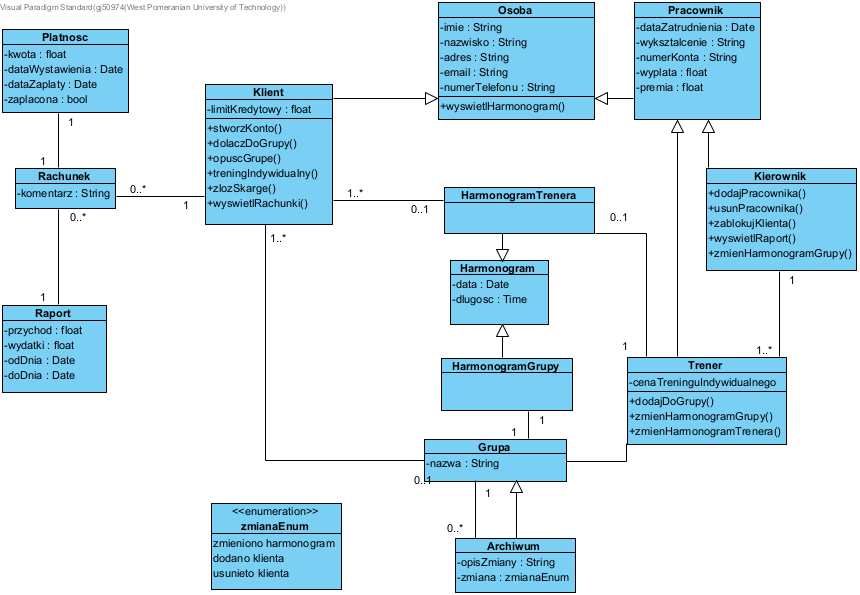 Visual Paradigm Standard(gj50974(West Pomeranian University of Technology))
Platnosc
-kwota : float
-dataWystawienia : Date
-dataZaplaty : Date
-zaplacona : bool
1
1
Rachunek
-komentarz : String
0..*
1
0..*
1
Raport
-przychod : float
-wydatki : float
-odDnia : Date
-doDnia : Date
Klient
-limitKredytowy : float
+stworzKonto()
+dolaczDoGrupy()
+opuscGrupe()
+treningIndywidualny()
+zlozSkarge()
+wyswietlRachunki()
1..*
0..1
1..*
Osoba
-imie : String
-nazwisko : String
-adres : String
-email : String
-numerTelefonu : String
+wyswietlHarmonogram()
Pracownik
-dataZatrudnienia : Date
-wyksztalcenie : String
-numerKonta : String
-wyplata : float
-premia : float
Kierownik
+dodajPracownika()
+usunPracownika()
+zablokujKlienta()
+wyswietlRaport()
+zmienHarmonogramGrupy()
1
1..*
HarmonogramTrenera
0..1
1
Harmonogram
-data : Date
-dlugosc : Time
HarmonogramGrupy
1
1
Trener
-cenaTreninguIndywidualnego
+dodajDoGrupy()
+zmienHarmonogramGrupy()
+zmienHarmonogramTrenera()
Grupa
-nazwa : String
0..1
1
0..*
Archiwum
-opisZmiany : String
-zmiana : zmianaEnum
<<enumeration>>
zmianaEnum
zmieniono harmonogram
dodano klienta
usunieto klienta